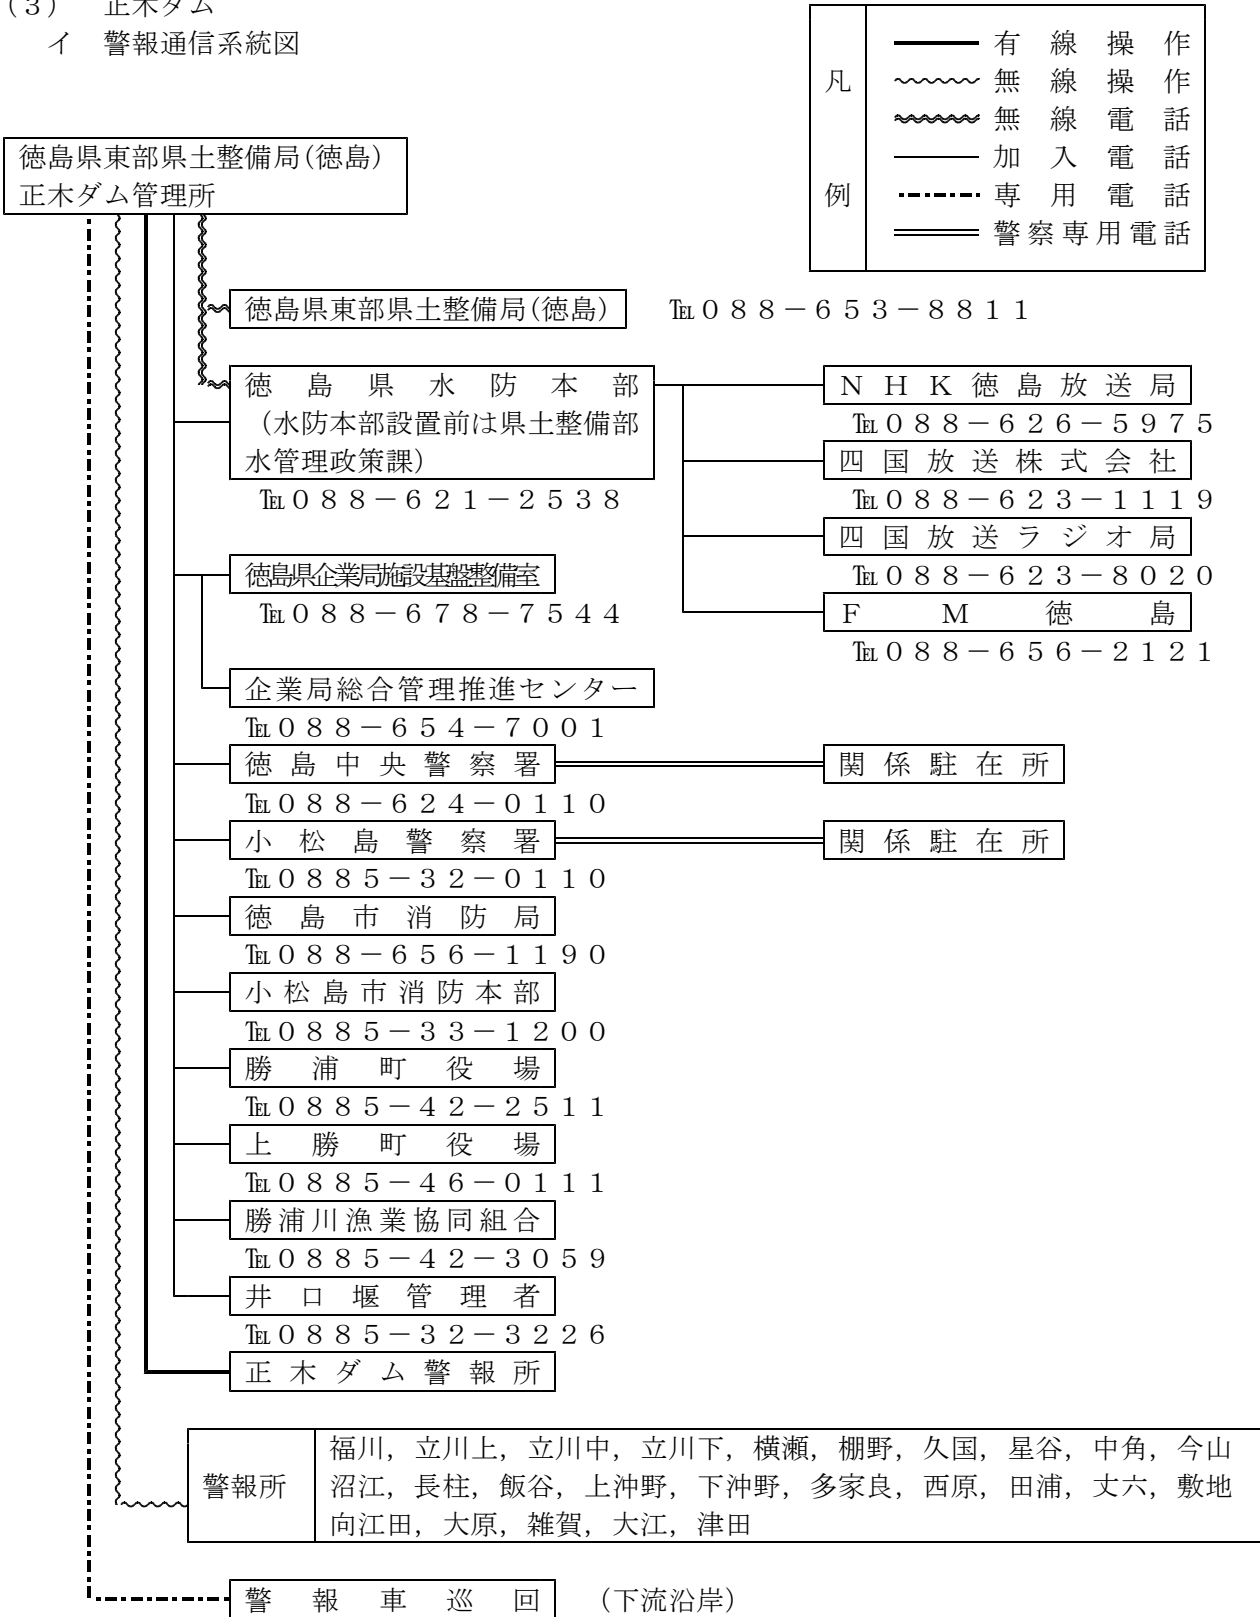 (3) 正木ダム
イ 警報通信系統図
凡例
有線操作
無線操作
無線電話
加入電話
専用電話
警察専用電話
徳島県東部県土整備局(徳島)
正木ダム管理所
徳島県東部県土整備局(徳島) ℡088-653-8811
徳島県水防本部
(水防本部設置前は県土整備部
水管理政策課)
℡088-621-2538
NHK徳島放送局
℡088-626-5975
四国放送株式会社
℡088-623-1119
四国放送ラジオ局
℡088-623-8020
FM徳島
℡088-656-2121
徳島県企業局施設基盤整備室
℡088-678-7544
企業局総合管理推進センター
℡088-654-7001
徳島中央警察署 関係駐在所
℡088-624-0110
小松島警察署 関係駐在所
℡0885-32-0110
徳島市消防局
℡088-656-1190
小松島市消防本部
℡0885-33-1200
勝浦町役場
℡0885-42-2511
上勝町役場
℡0885-46-0111
勝浦川漁業協同組合
℡0885-42-3059
井口堰管理者
℡0885-32-3226
正木ダム警報所
警報所
福川,立川上,立川中,立川下,横瀬,棚野,久国,星谷,中角,今山
沼江,長柱,飯谷,上沖野,下沖野,多家良,西原,田浦,丈六,敷地
向江田,大原,雑賀,大江,津田
警報車巡回 (下流沿岸)